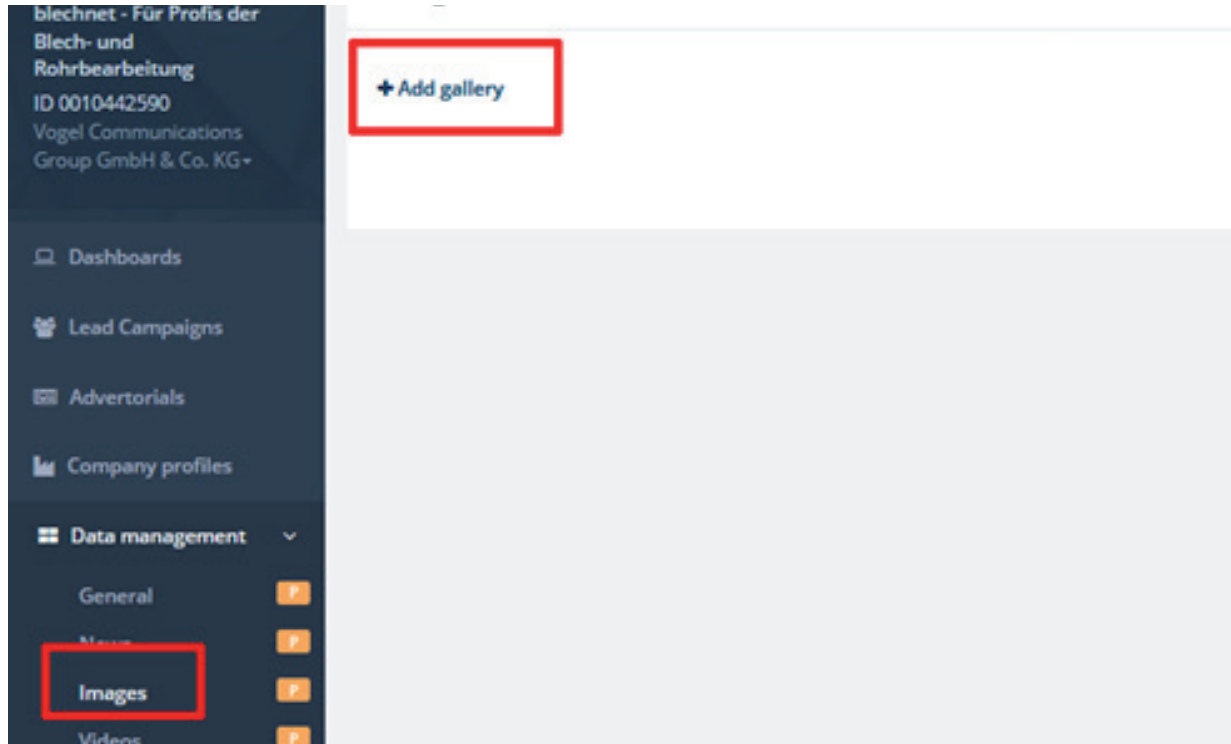 blechnet - Für Profis der
Blech- und
Rohrbearbeitung
ID 0010442590
Vogel Communications
Group GmbH & Co. KG
+ Add gallery
Dashboards
Lead Campaigns
Advertorials
Company profiles
Data management
General P
News P
Images P
Videos P